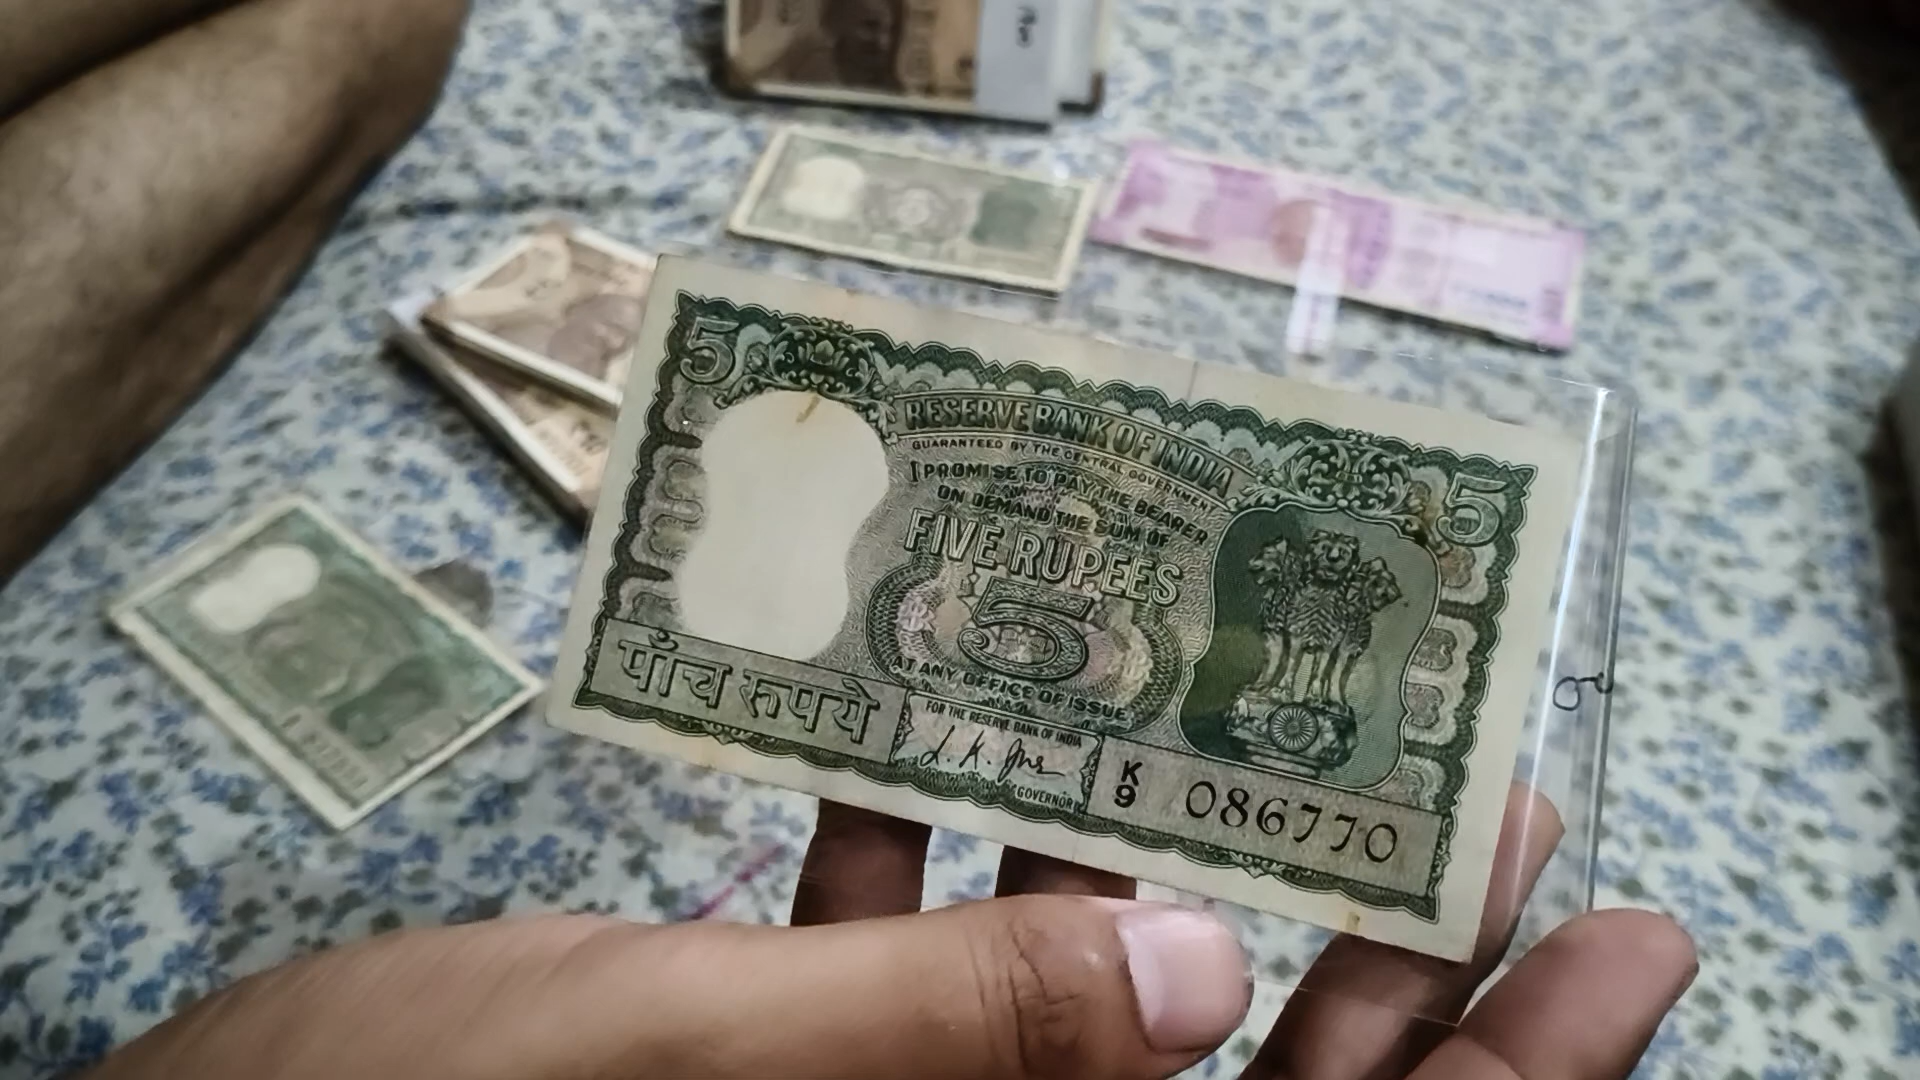 5
5
RESERVE BANK OF INDIA
GUARANTEED BY THE CENTRAL GOVERNMENT
I PROMISE TO PAY THE BEARER
ON DEMAND THE SUM OF
FIVE RUPEES
5
AT ANY OFFICE OF ISSUE
पाँच रुपये
FOR THE RESERVE BANK OF INDIA
L. K. Jha
GOVERNOR
K
9
086770